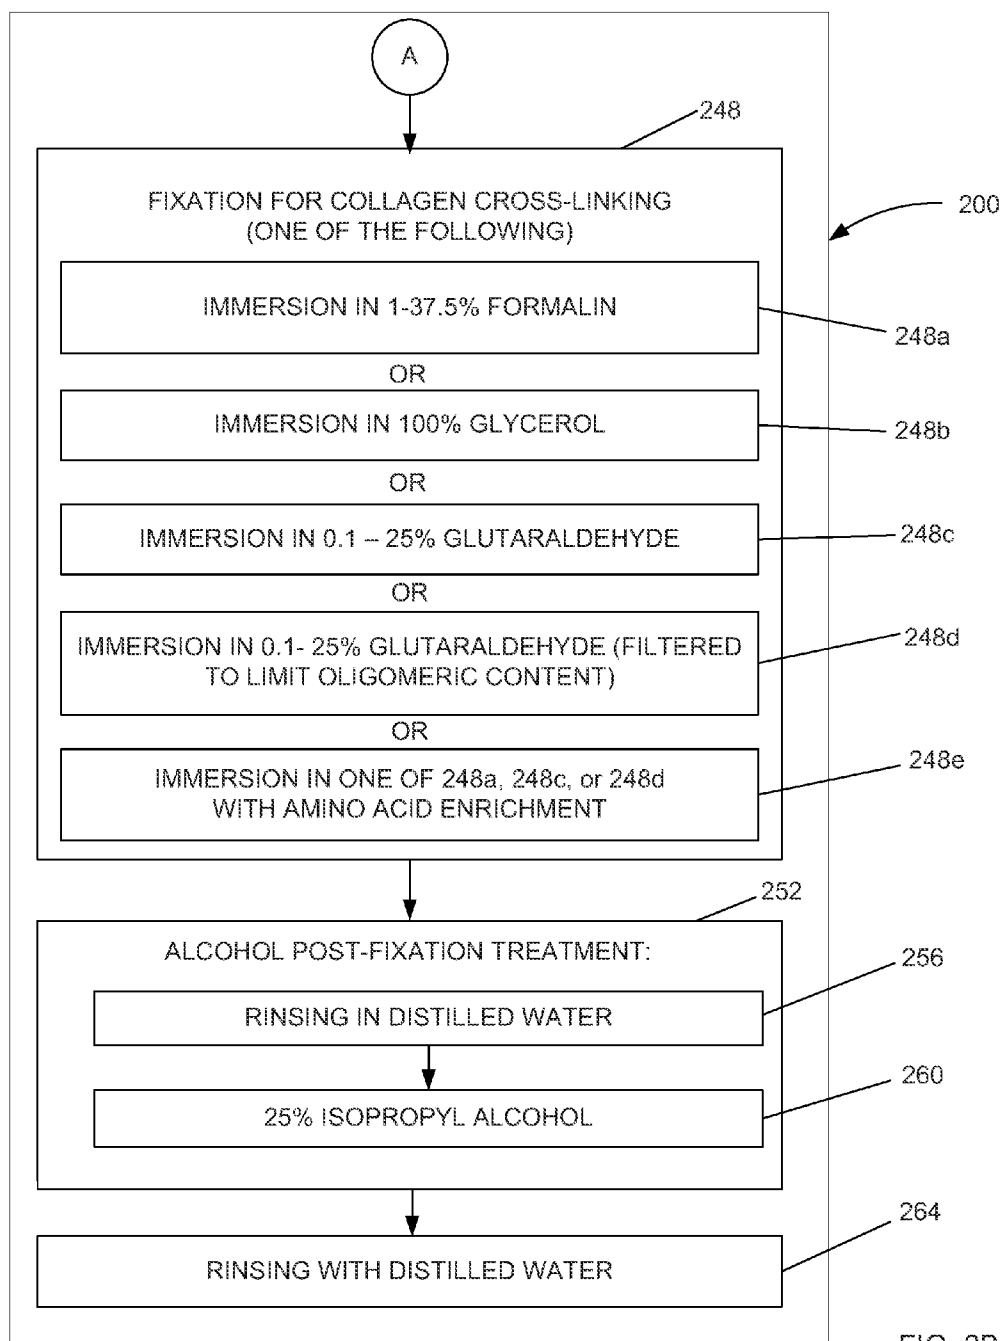 A
248
FIXATION FOR COLLAGEN CROSS-LINKING
(ONE OF THE FOLLOWING)
200
IMMERSION IN 1-37.5% FORMALIN
248a
OR
IMMERSION IN 100% GLYCEROL
248b
OR
IMMERSION IN 0.1 – 25% GLUTARALDEHYDE
248c
OR
IMMERSION IN 0.1- 25% GLUTARALDEHYDE (FILTERED
TO LIMIT OLIGOMERIC CONTENT)
248d
OR
IMMERSION IN ONE OF 248a, 248c, or 248d
WITH AMINO ACID ENRICHMENT
248e
252
ALCOHOL POST-FIXATION TREATMENT:
256
RINSING IN DISTILLED WATER
260
25% ISOPROPYL ALCOHOL
264
RINSING WITH DISTILLED WATER